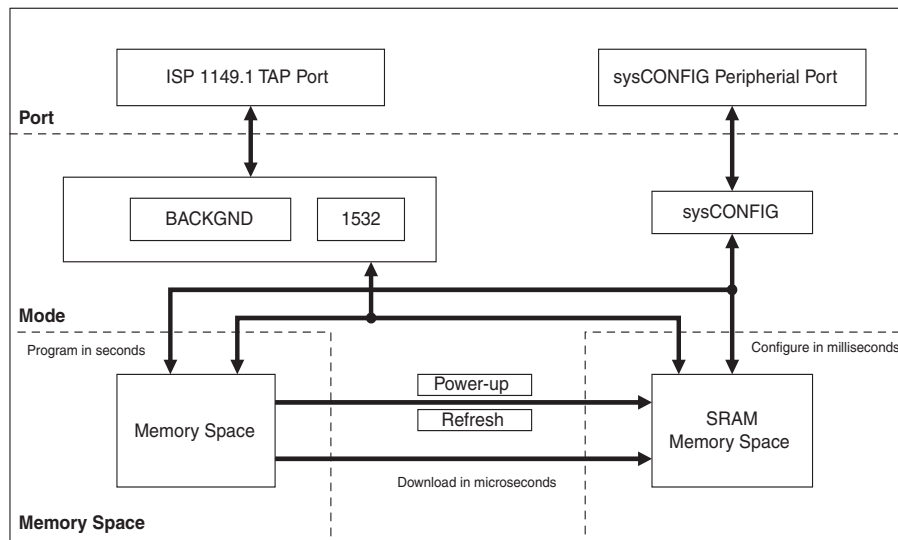 ISP 1149.1 TAP Port
sysCONFIG Peripherial Port
Port
BACKGND
1532
sysCONFIG
Mode
Program in seconds
Configure in milliseconds
Power-up
Refresh
Memory Space
SRAM
Memory Space
Download in microseconds
Memory Space